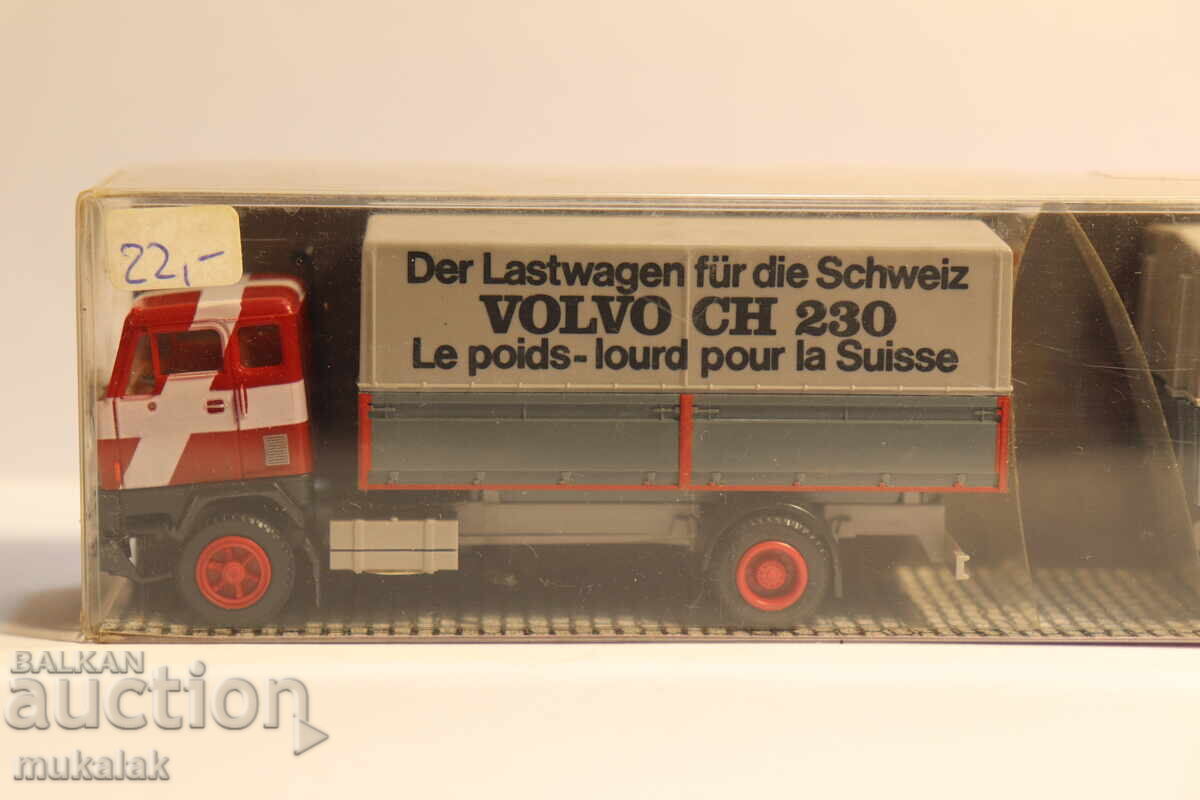 22,-
Der Lastwagen für die Schweiz
VOLVO CH 230
Le poids-lourd pour la Suisse
BALKAN
auction
mukalak